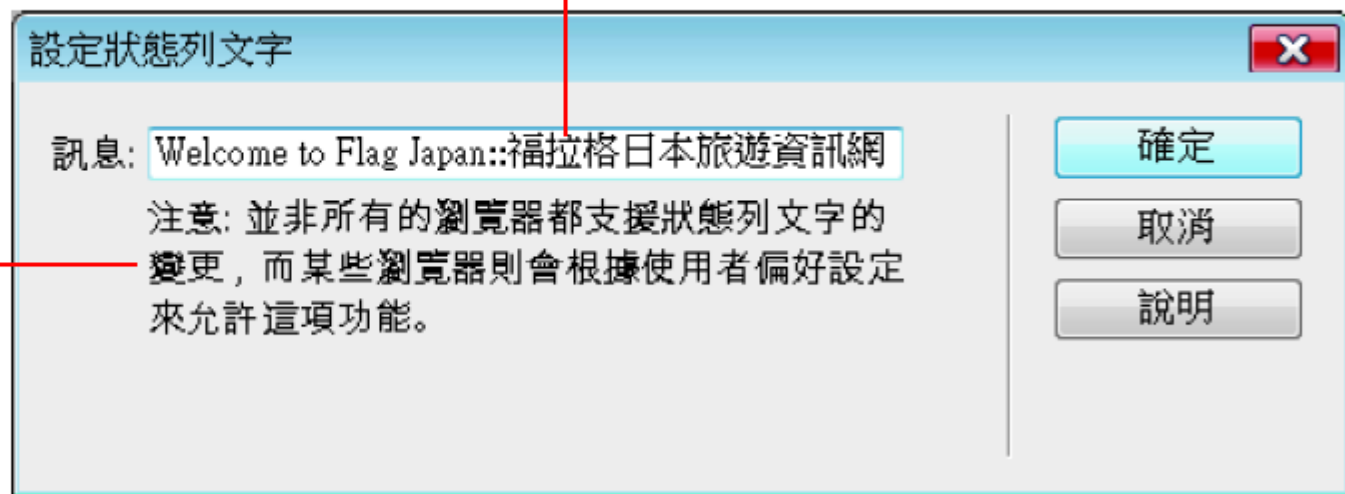 設定狀態列文字
訊息: Welcome to Flag Japan::福拉格日本旅遊資訊網
注意: 並非所有的瀏覽器都支援狀態列文字的
變更, 而某些瀏覽器則會根據使用者偏好設定
來允許這項功能。
確定
取消
說明